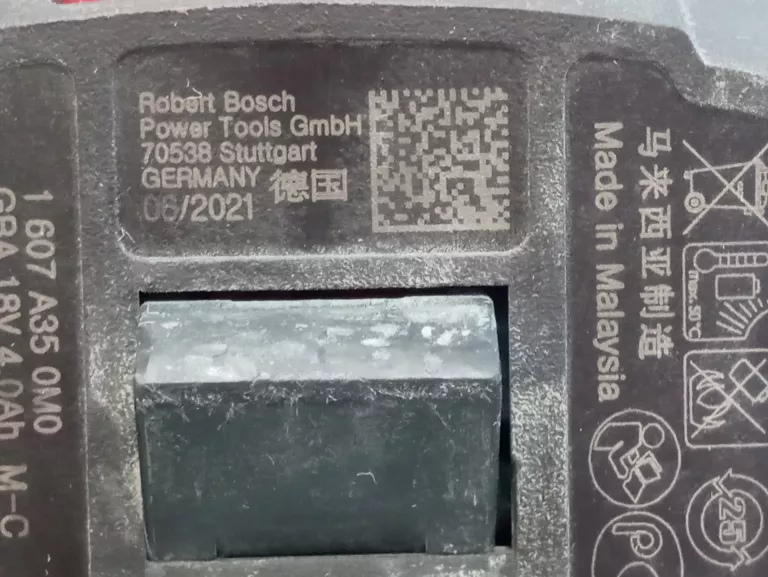 Robert Bosch
Power Tools GmbH
70538 Stuttgart
GERMANY 德国
06/2021
1 607 A35 0M0
GBA 18V 4.0Ah M-C
马来西亚制造
Made in Malaysia
max. 50°C
25